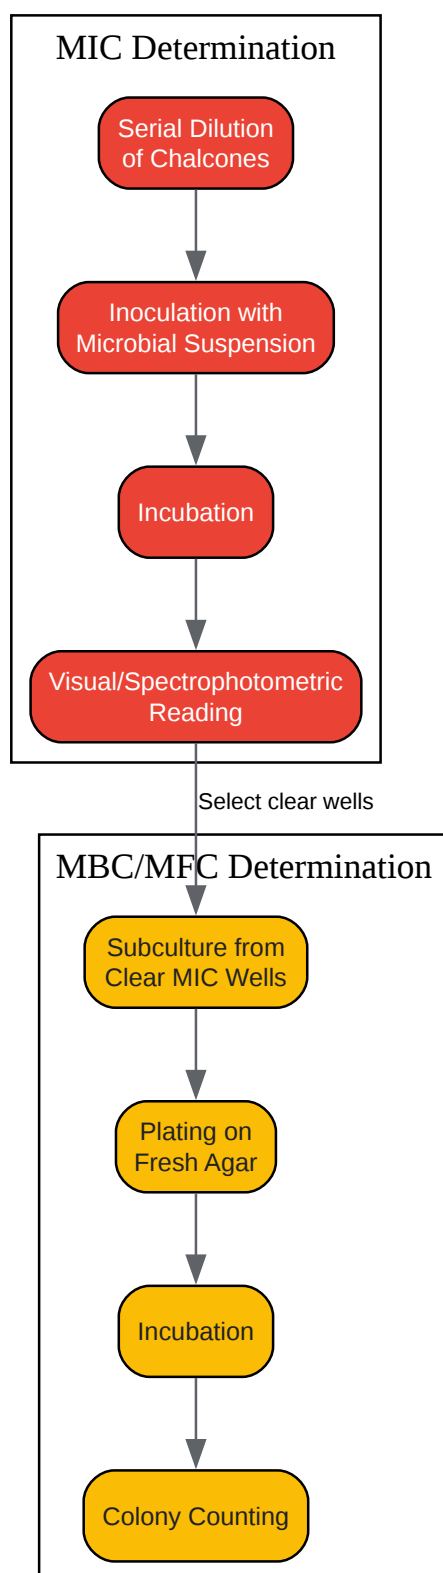 MIC Determination
Serial Dilution
of Chalcones
Inoculation with
Microbial Suspension
Incubation
Visual/Spectrophotometric
Reading
Select clear wells
MBC/MFC Determination
Subculture from
Clear MIC Wells
Plating on
Fresh Agar
Incubation
Colony Counting